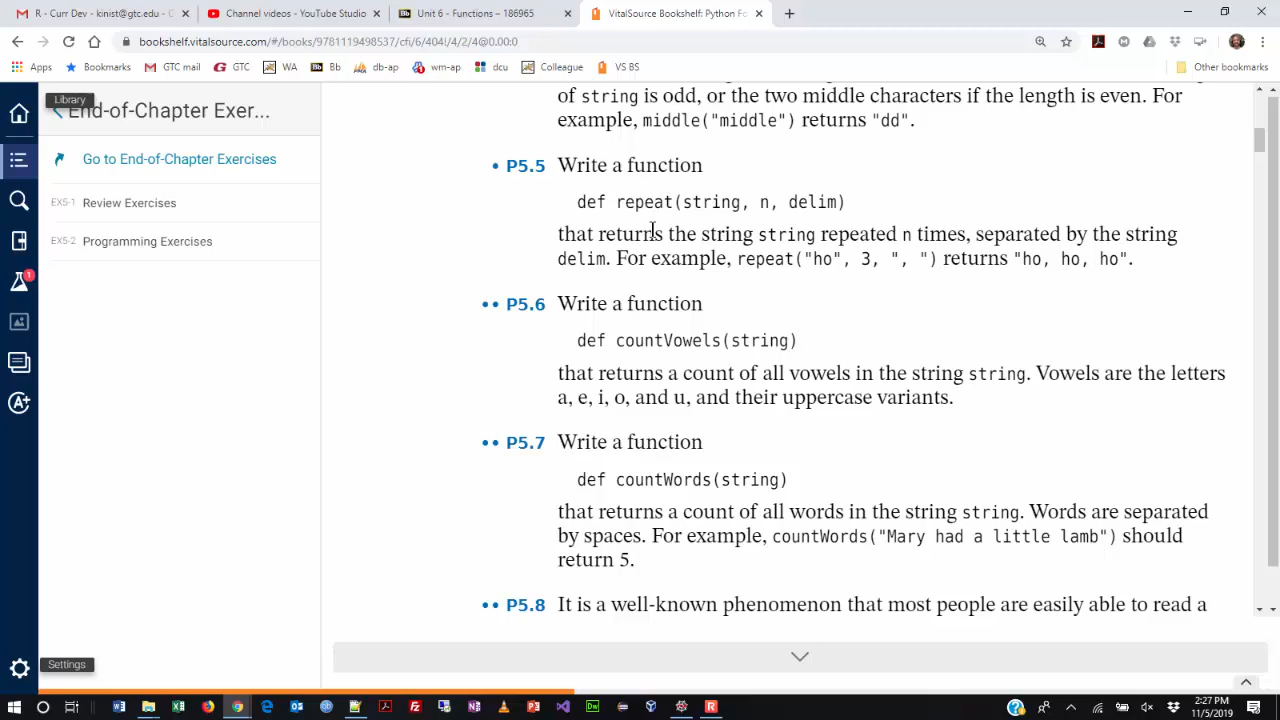 R - Curr Dev - kinist@gtc.edu - C
Channel videos - YouTube Studio
Unit 6 - Functions – 186965
VitalSource Bookshelf: Python Fo
bookshelf.vitalsource.com/#/books/9781119498537/cfi/6/404!/4/2/4@0.00:0
Apps
Bookmarks
GTC mail
GTC
WA
Bb
db-ap
wm-ap
dcu
Colleague
VS BS
Other bookmarks
Library
End-of-Chapter Exer...
Go to End-of-Chapter Exercises
EX5-1 Review Exercises
EX5-2 Programming Exercises
1
Settings
of string is odd, or the two middle characters if the length is even. For
example, middle("middle") returns "dd".
• P5.5 Write a function
def repeat(string, n, delim)
that returns the string string repeated n times, separated by the string
delim. For example, repeat("ho", 3, ", ") returns "ho, ho, ho".
•• P5.6 Write a function
def countVowels(string)
that returns a count of all vowels in the string string. Vowels are the letters
a, e, i, o, and u, and their uppercase variants.
•• P5.7 Write a function
def countWords(string)
that returns a count of all words in the string string. Words are separated
by spaces. For example, countWords("Mary had a little lamb") should
return 5.
•• P5.8 It is a well-known phenomenon that most people are easily able to read a
2:27 PM
11/5/2019